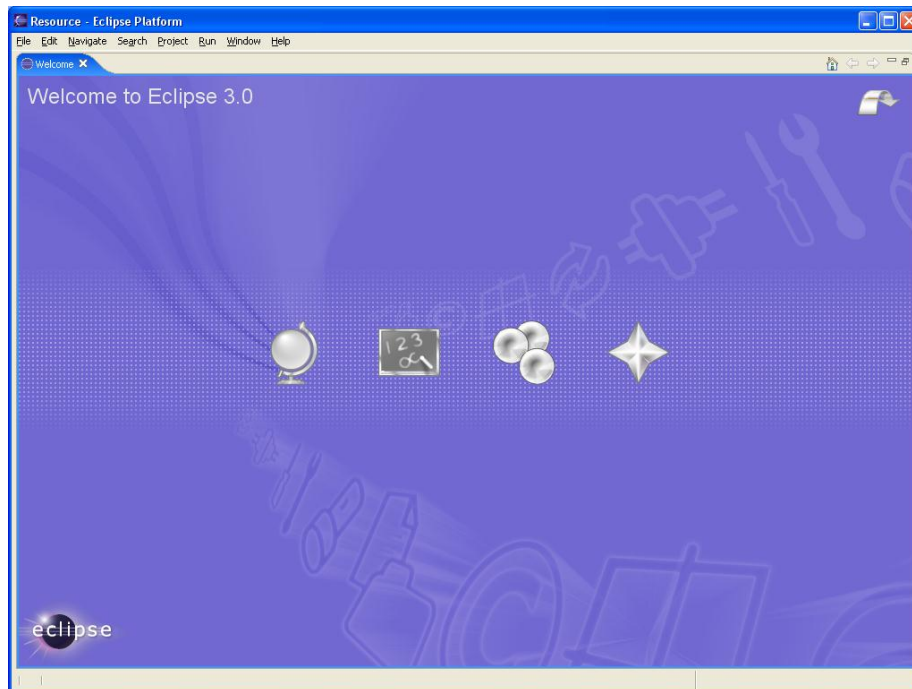 Resource - Eclipse Platform
File Edit Navigate Search Project Run Window Help
Welcome
Welcome to Eclipse 3.0
123
eclipse